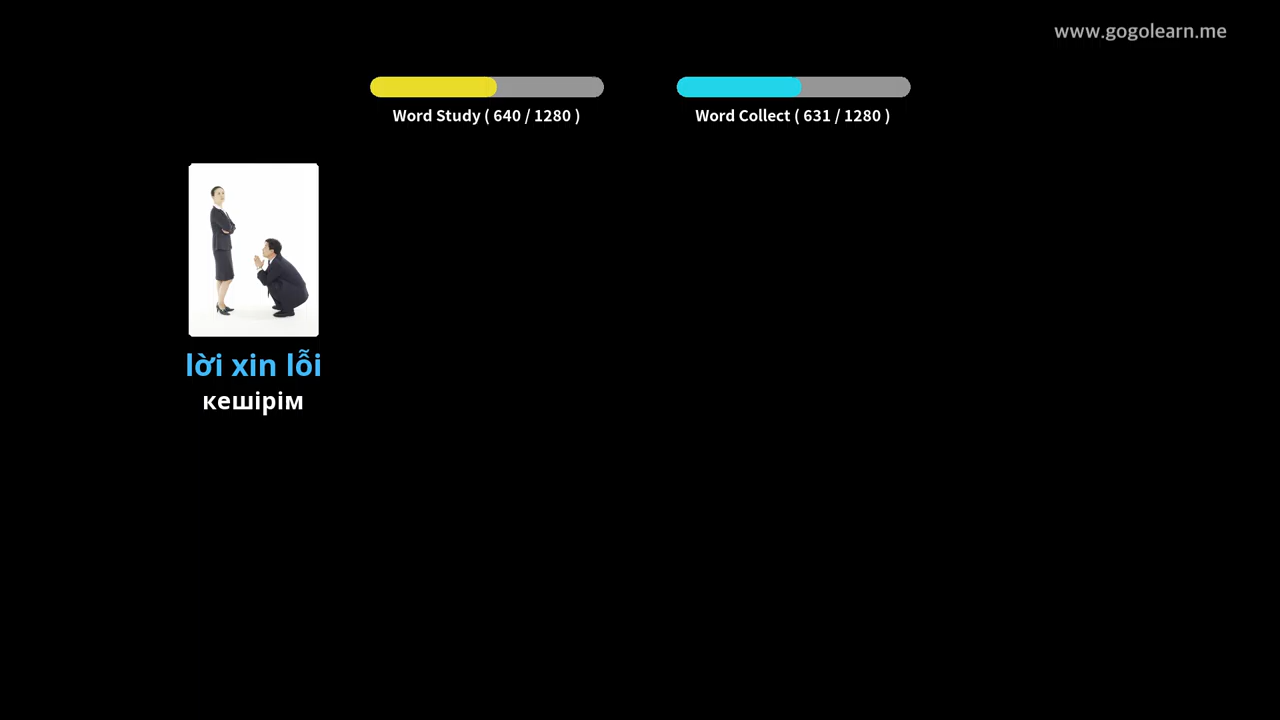 www.gogolearn.me
Word Study ( 640 / 1280 )
Word Collect ( 631 / 1280 )
lời xin lỗi
кешірім